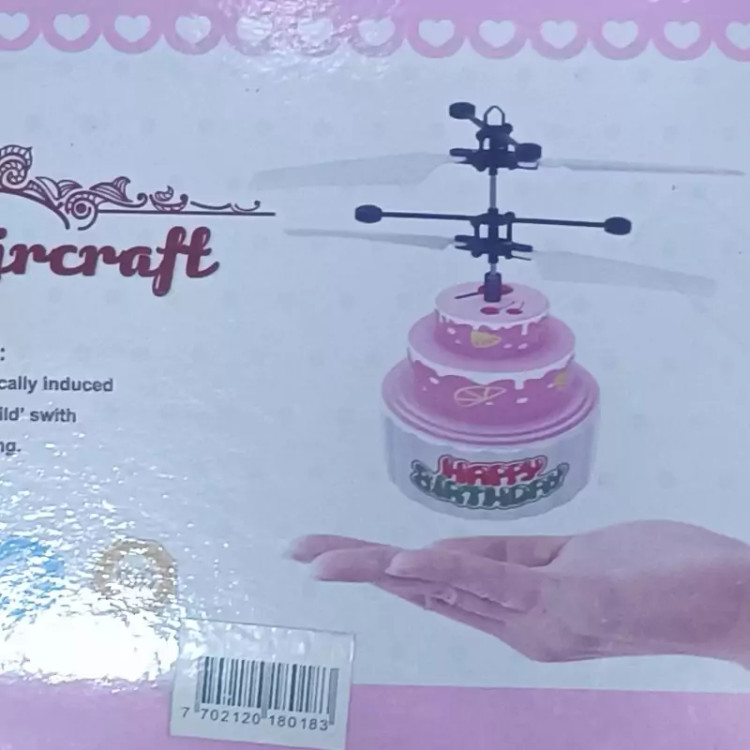 ircraft
:
cally induced
ild' swith
ng.
HAPPY
BIRTHDAY
7 702120 180183